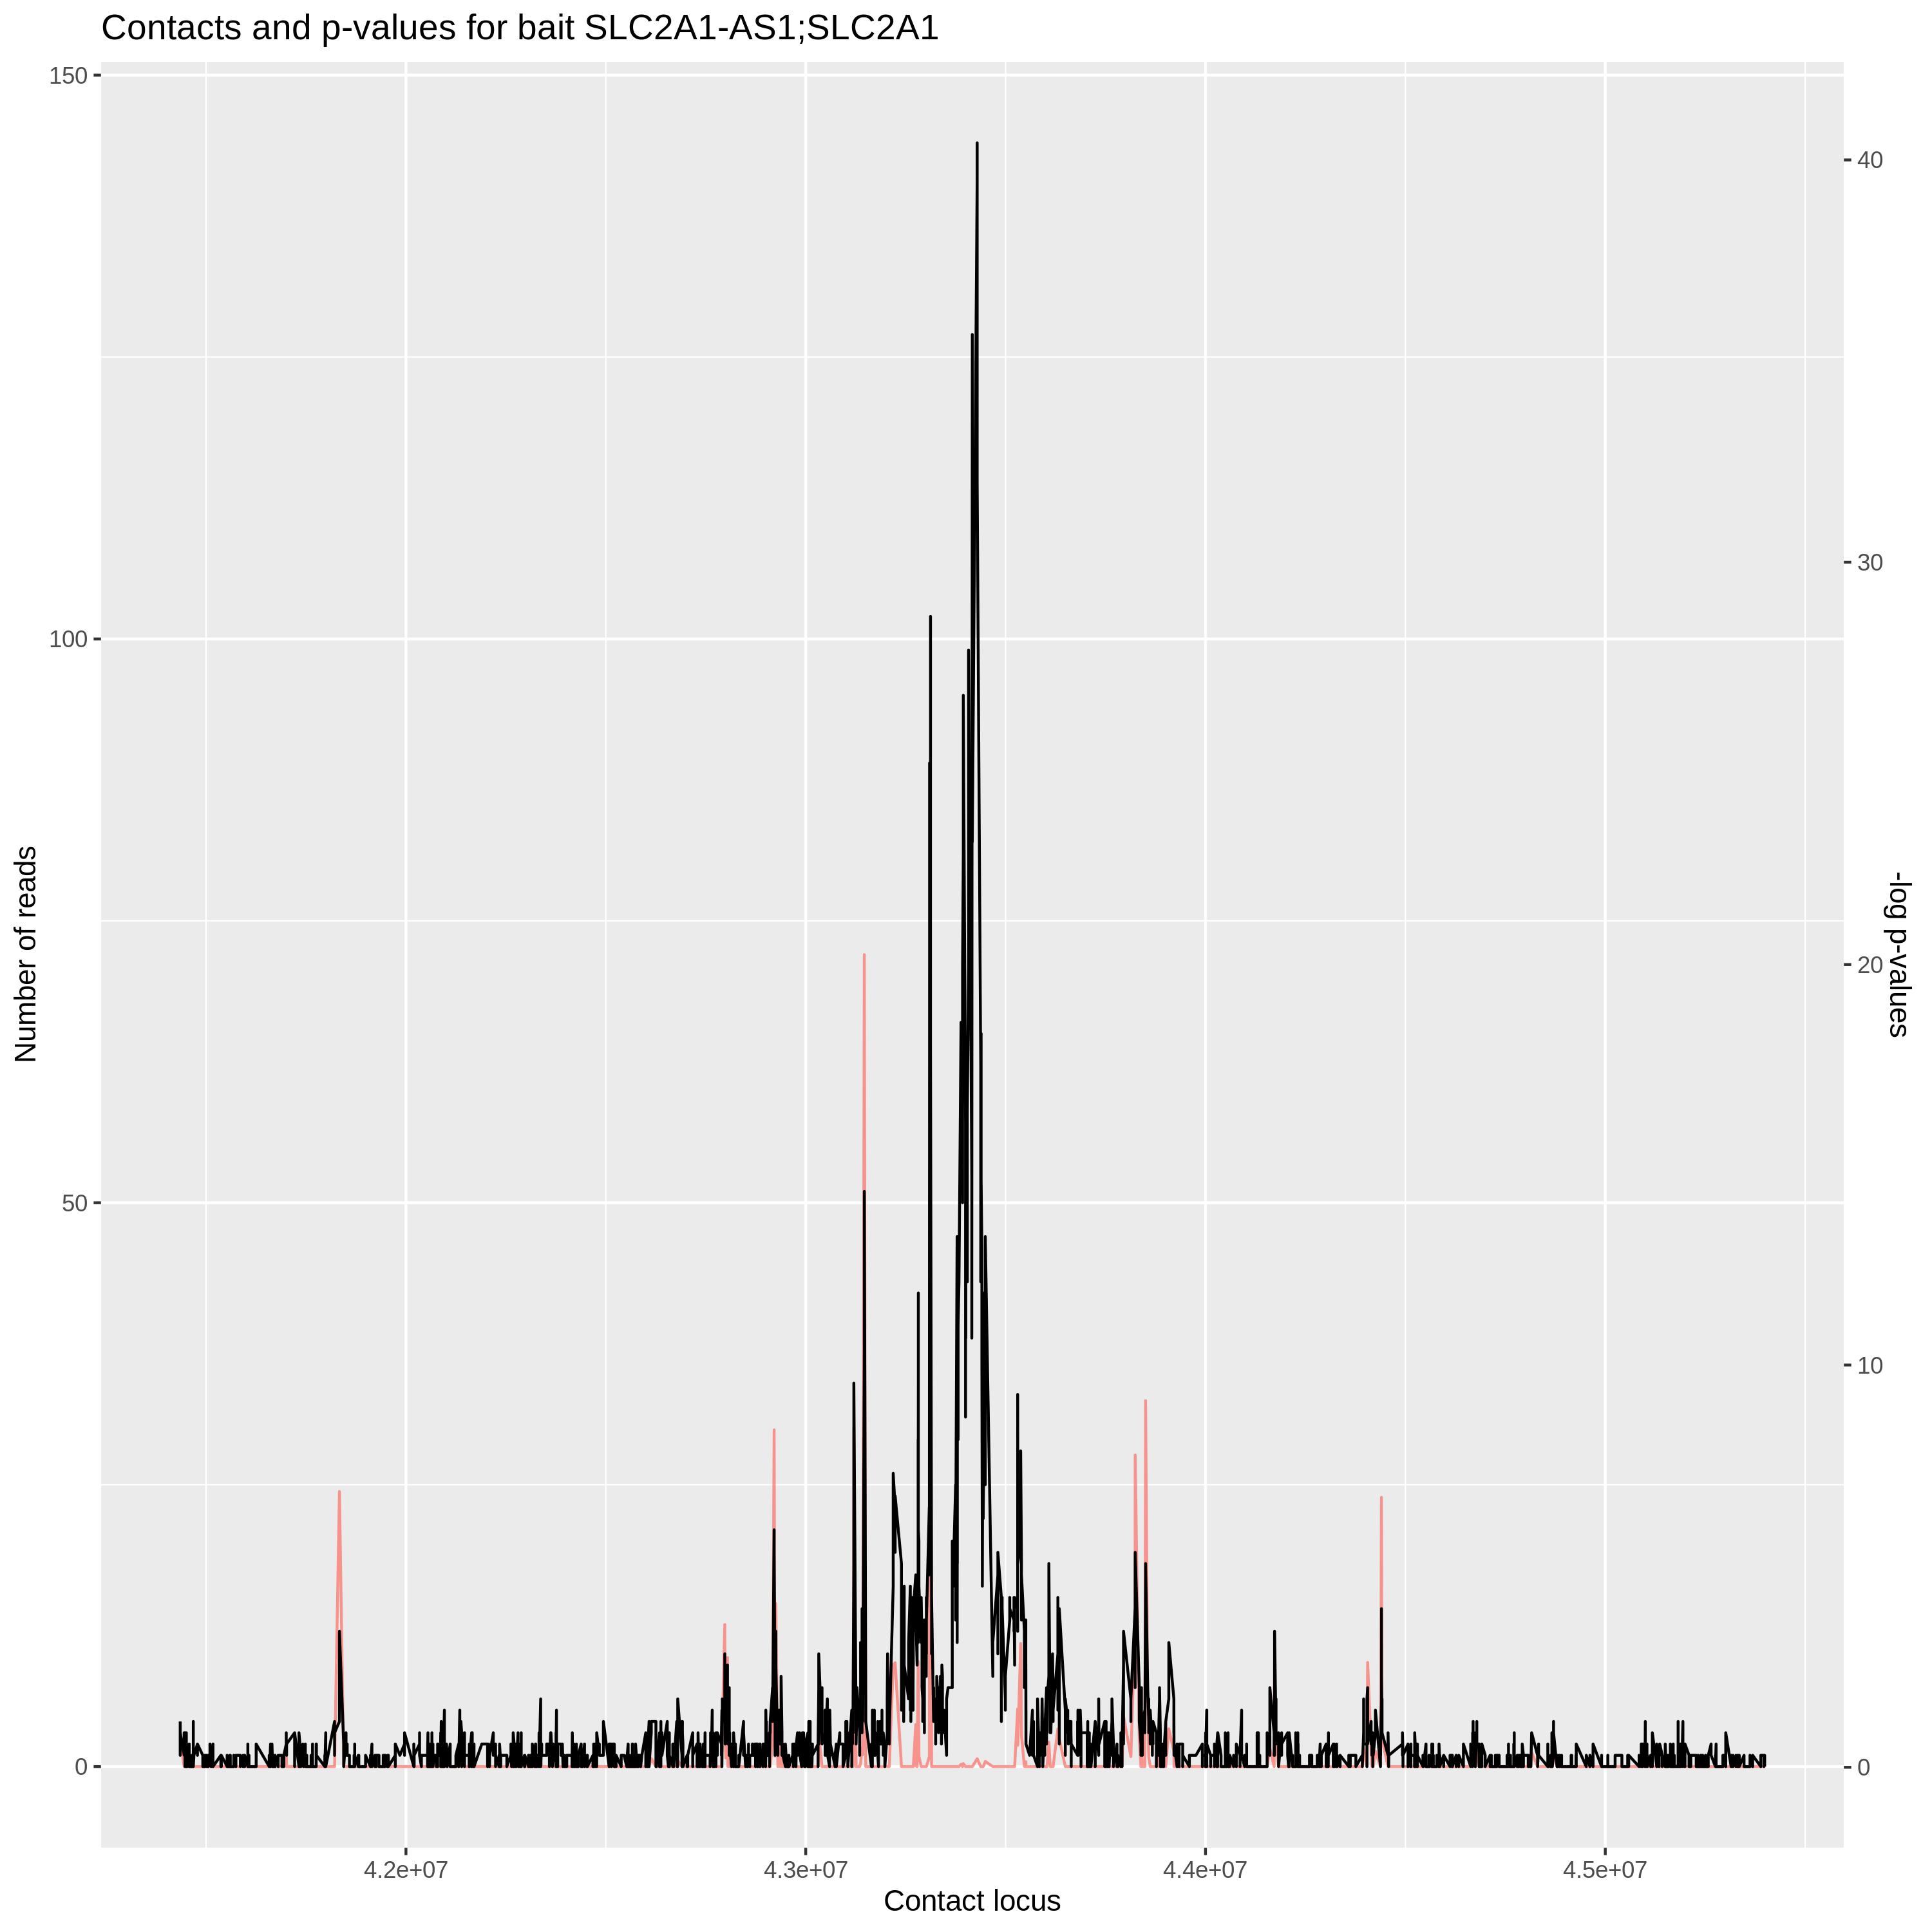 Contacts and p-values for bait SLC2A1-AS1;SLC2A1
150
100
50
0
Number of reads
40
30
20
10
0
-log p-values
4.2e+07
4.3e+07
4.4e+07
4.5e+07
Contact locus